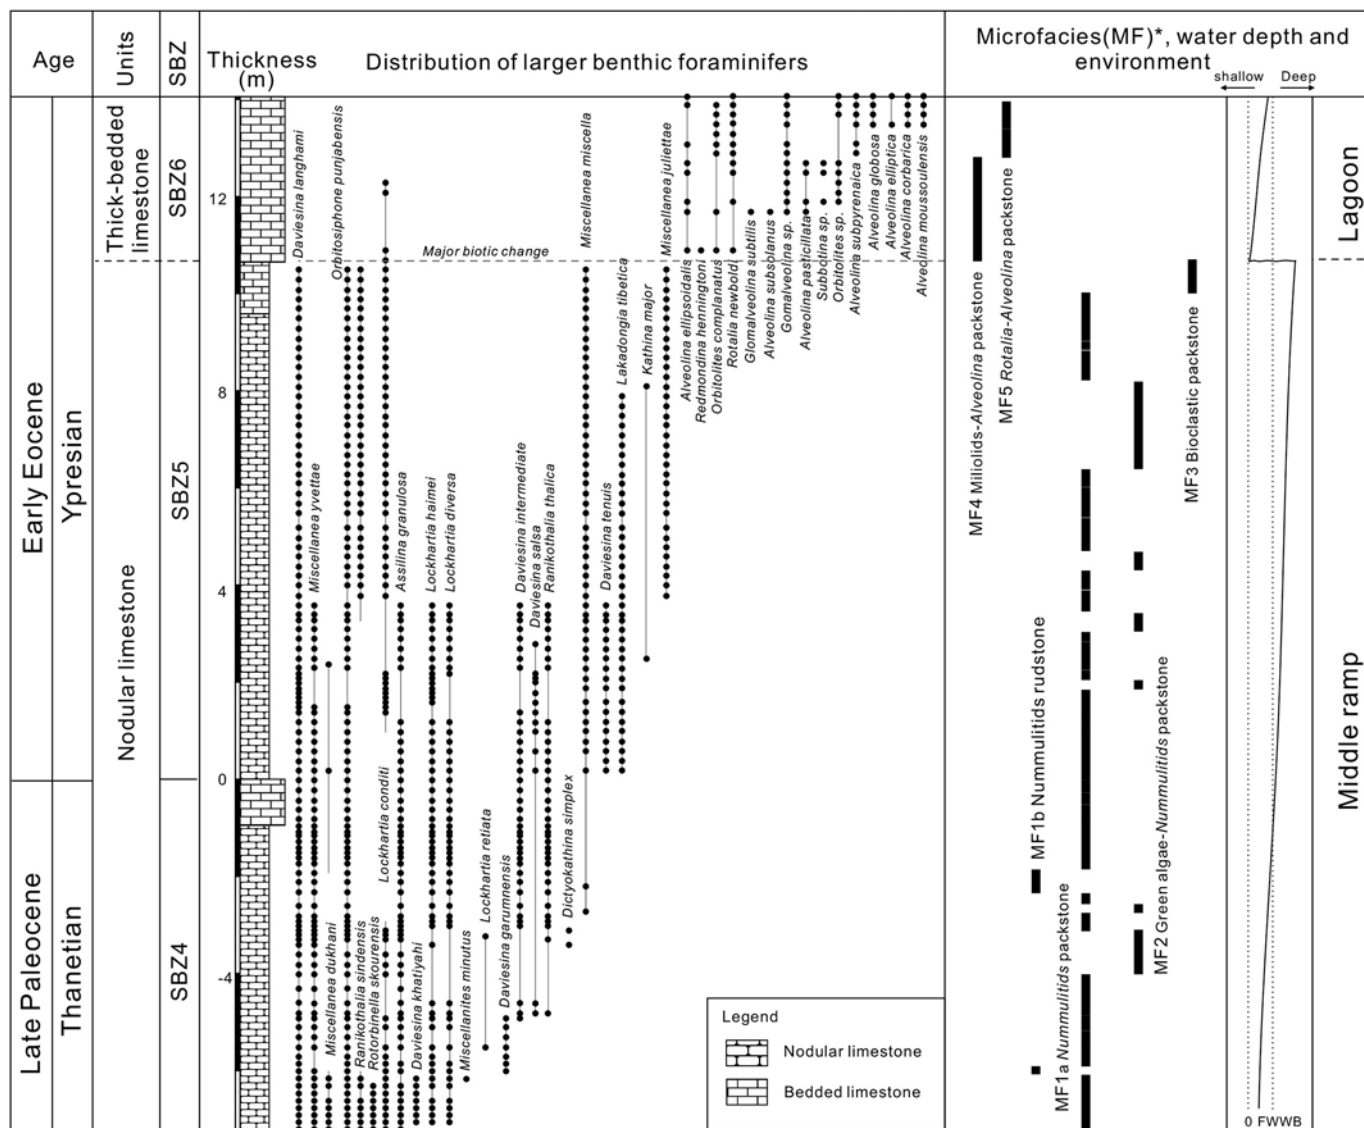 Age
Units
SBZ
Thickness
(m)
Distribution of larger benthic foraminifers
Microfacies(MF)*, water depth and
environment
shallow
Deep
Early Eocene
Ypresian
Late Paleocene
Thanetian
Thick-bedded
limestone
Nodular limestone
SBZ6
SBZ5
SBZ4
12
8
4
0
-4
Major biotic change
Daviesina langhami
Miscellanea yvettae
Miscellanea dukhani
Orbitosiphone punjabensis
Ranikothalia sindensis
Rotorbinella skourensis
Lockhartia conditi
Assilina granulosa
Daviesina khatiyahi
Lockhartia haimei
Lockhartia diversa
Miscellanites minutus
Lockhartia retiata
Daviesina garumnensis
Daviesina intermediate
Daviesina salsa
Ranikothalia thalica
Dictyokathina simplex
Miscellanea miscella
Daviesina tenuis
Lakadongia tibetica
Kathina major
Miscellanea juliettae
Alveolina ellipsoidalis
Redmondina henningtoni
Orbitolites complanatus
Rotalia newboldi
Glomalveolina subtilis
Alveolina subsolanus
Gomalveolina sp.
Alveolina pasticillata
Subbotina sp.
Orbitolites sp.
Alveolina subpyrenaica
Alveolina globosa
Alveolina elliptica
Alveolina corbarica
Alveolina moussoulensis
MF4 Miliolids-Alveolina packstone
MF5 Rotalia-Alveolina packstone
MF1b Nummulitids rudstone
MF1a Nummulitids packstone
MF2 Green algae-Nummulitids packstone
MF3 Bioclastic packstone
Lagoon
Middle ramp
0 FWWB
Legend
Nodular limestone
Bedded limestone